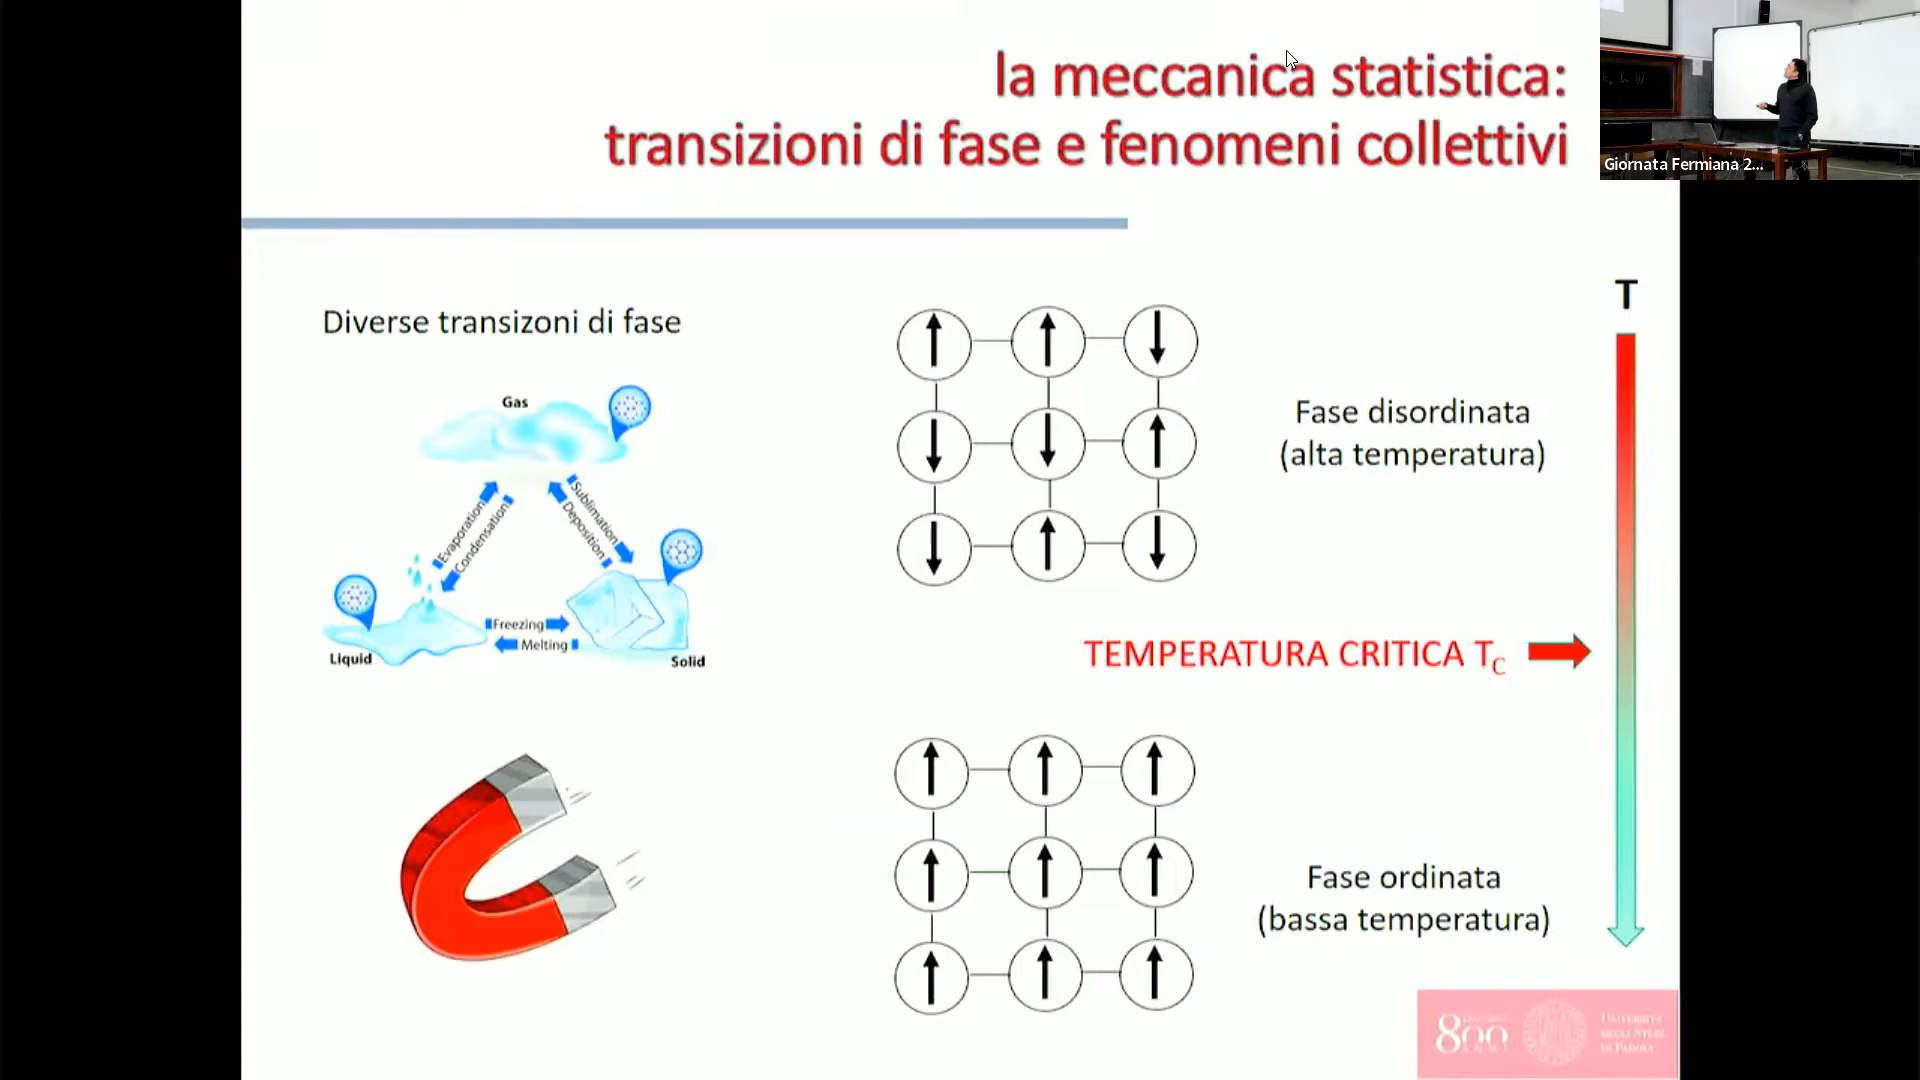 la meccanica statistica:
transizioni di fase e fenomeni collettivi
Giornata Fermiana 2...
Diverse transizoni di fase
Gas
Evaporation
Condensation
Sublimation
Deposition
Freezing
Melting
Liquid
Solid
T
Fase disordinata
(alta temperatura)
TEMPERATURA CRITICA TC
Fase ordinata
(bassa temperatura)
800
ANNI
UNIVERSITÀ
DEGLI STUDI
DI PADOVA